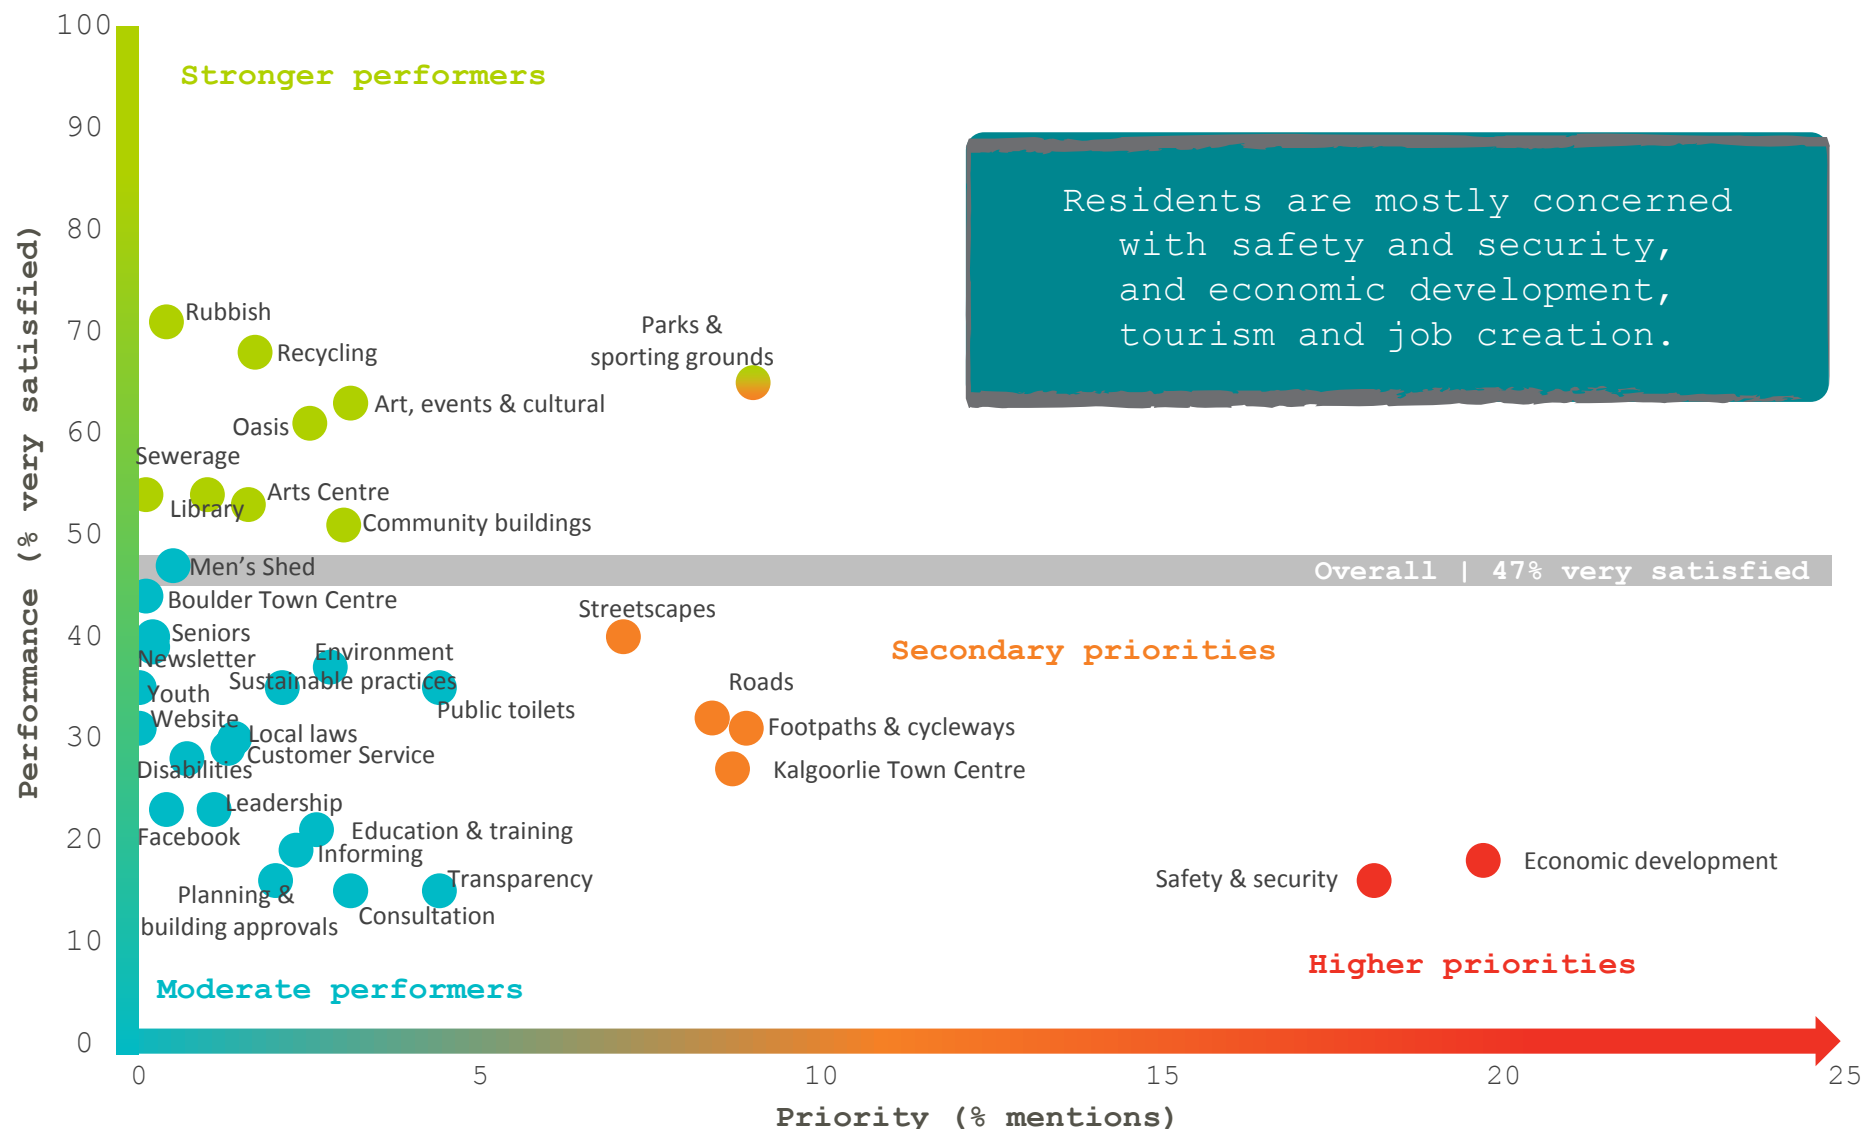 100
Stronger performers
90
Residents are mostly concerned
with safety and security,
and economic development,
tourism and job creation.
80
70
Rubbish
Recycling
Parks &
sporting grounds
Art, events & cultural
Oasis
60
Sewerage
Arts Centre
Library
Community buildings
50
Men’s Shed
Overall | 47% very satisfied
Boulder Town Centre
Streetscapes
40
Seniors
Newsletter
Environment
Secondary priorities
Sustainable practices
Youth
Public toilets
Roads
Website
Local laws
Footpaths & cycleways
30
Customer Service
Disabilities
Kalgoorlie Town Centre
Leadership
Facebook
Education & training
20
Informing
Economic development
Safety & security
Transparency
Planning &
building approvals
Consultation
10
Higher priorities
Moderate performers
0
0
5
10
15
20
25
Priority (% mentions)
Performance (% very satisfied)